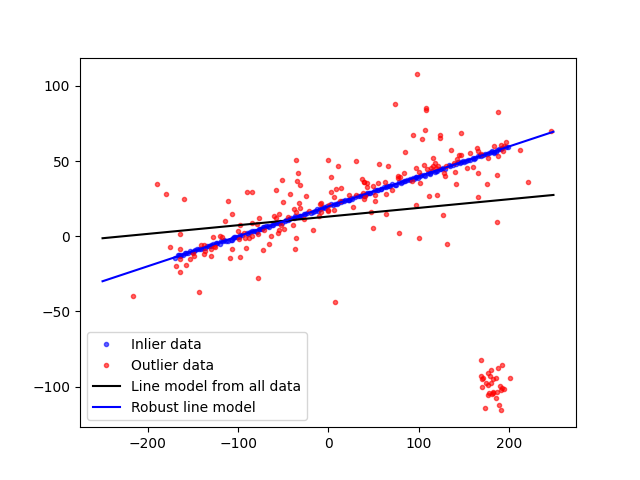 100
50
0
−50
−100
Inlier data
Outlier data
Line model from all data
Robust line model
−200 −100 0 100 200